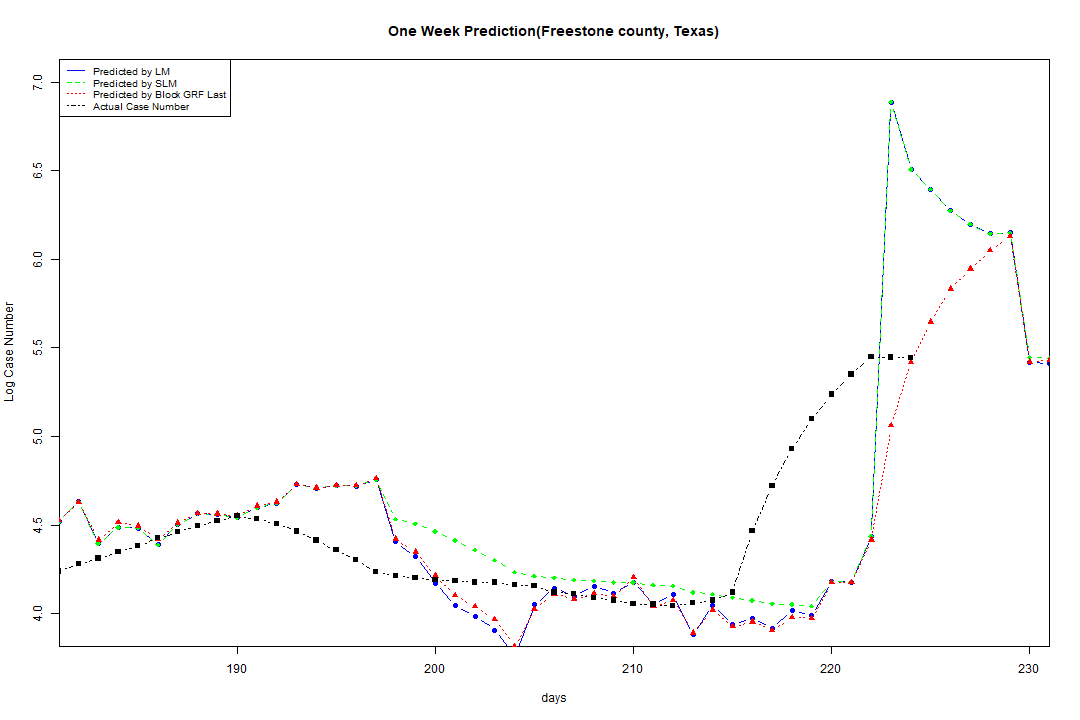 One Week Prediction(Freestone county, Texas)
Predicted by LM
Predicted by SLM
Predicted by Block GRF Last
Actual Case Number
7.0
6.5
6.0
5.5
5.0
4.5
4.0
Log Case Number
190
200
210
220
230
days